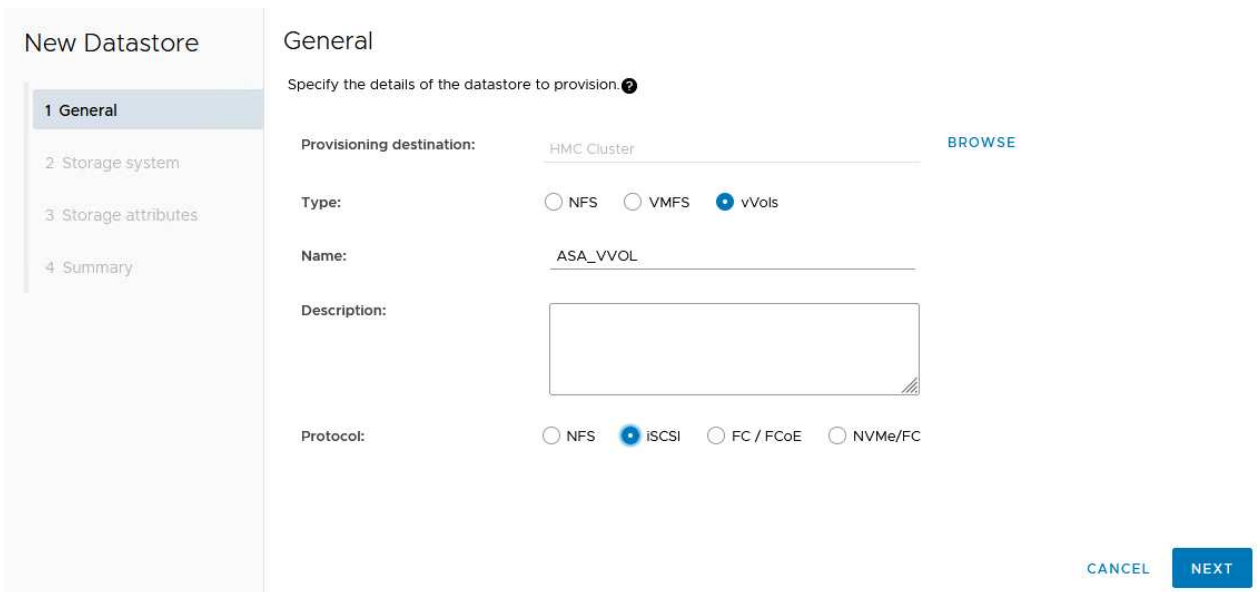 New Datastore
1 General
2 Storage system
3 Storage attributes
4 Summary
General
Specify the details of the datastore to provision.?
Provisioning destination: HMC Cluster BROWSE
Type: NFS VMFS vVols
Name: ASA_VVOL
Description:
Protocol: NFS iSCSI FC / FCoE NVMe/FC
CANCEL NEXT